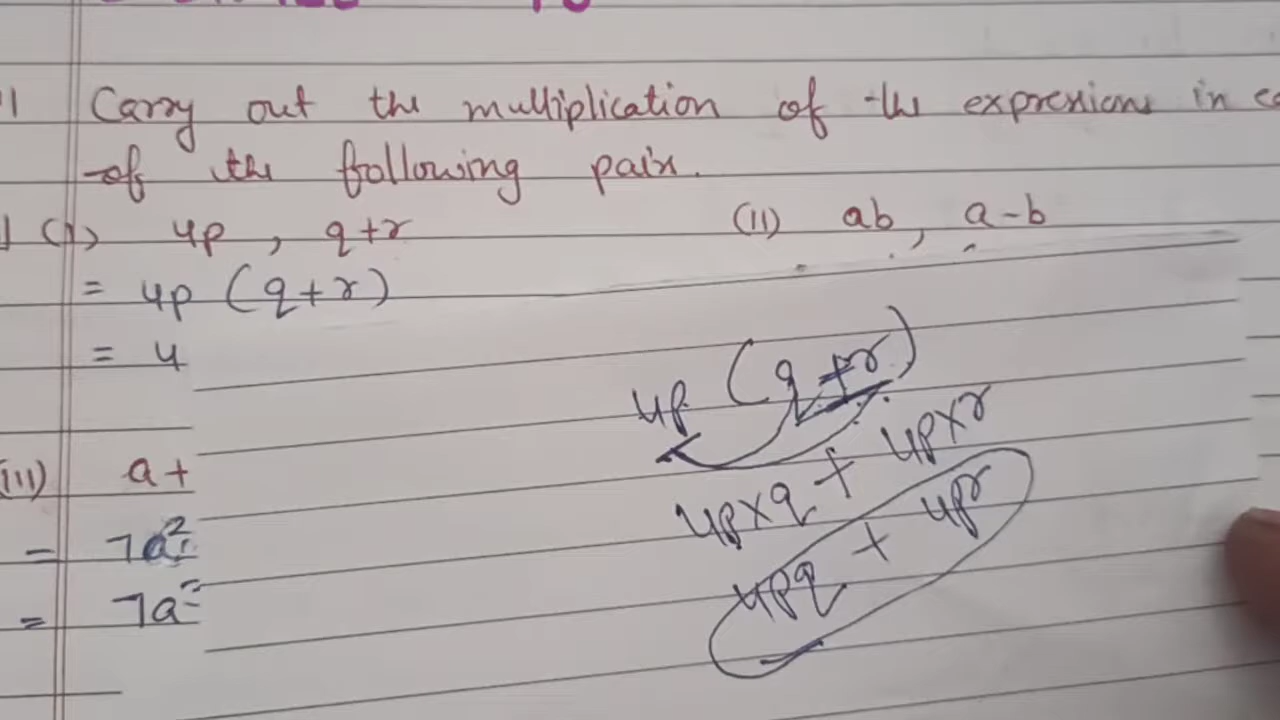 Carry out the multiplication of the expressions in
of the following pair.
(i) 4p, q+r (ii) ab, a-b
= 4p (q+r)
= 4
(iii) a+
= 7a²
= 7a²
4p (q+r)
4p×q + 4p×r
4pq + 4pr